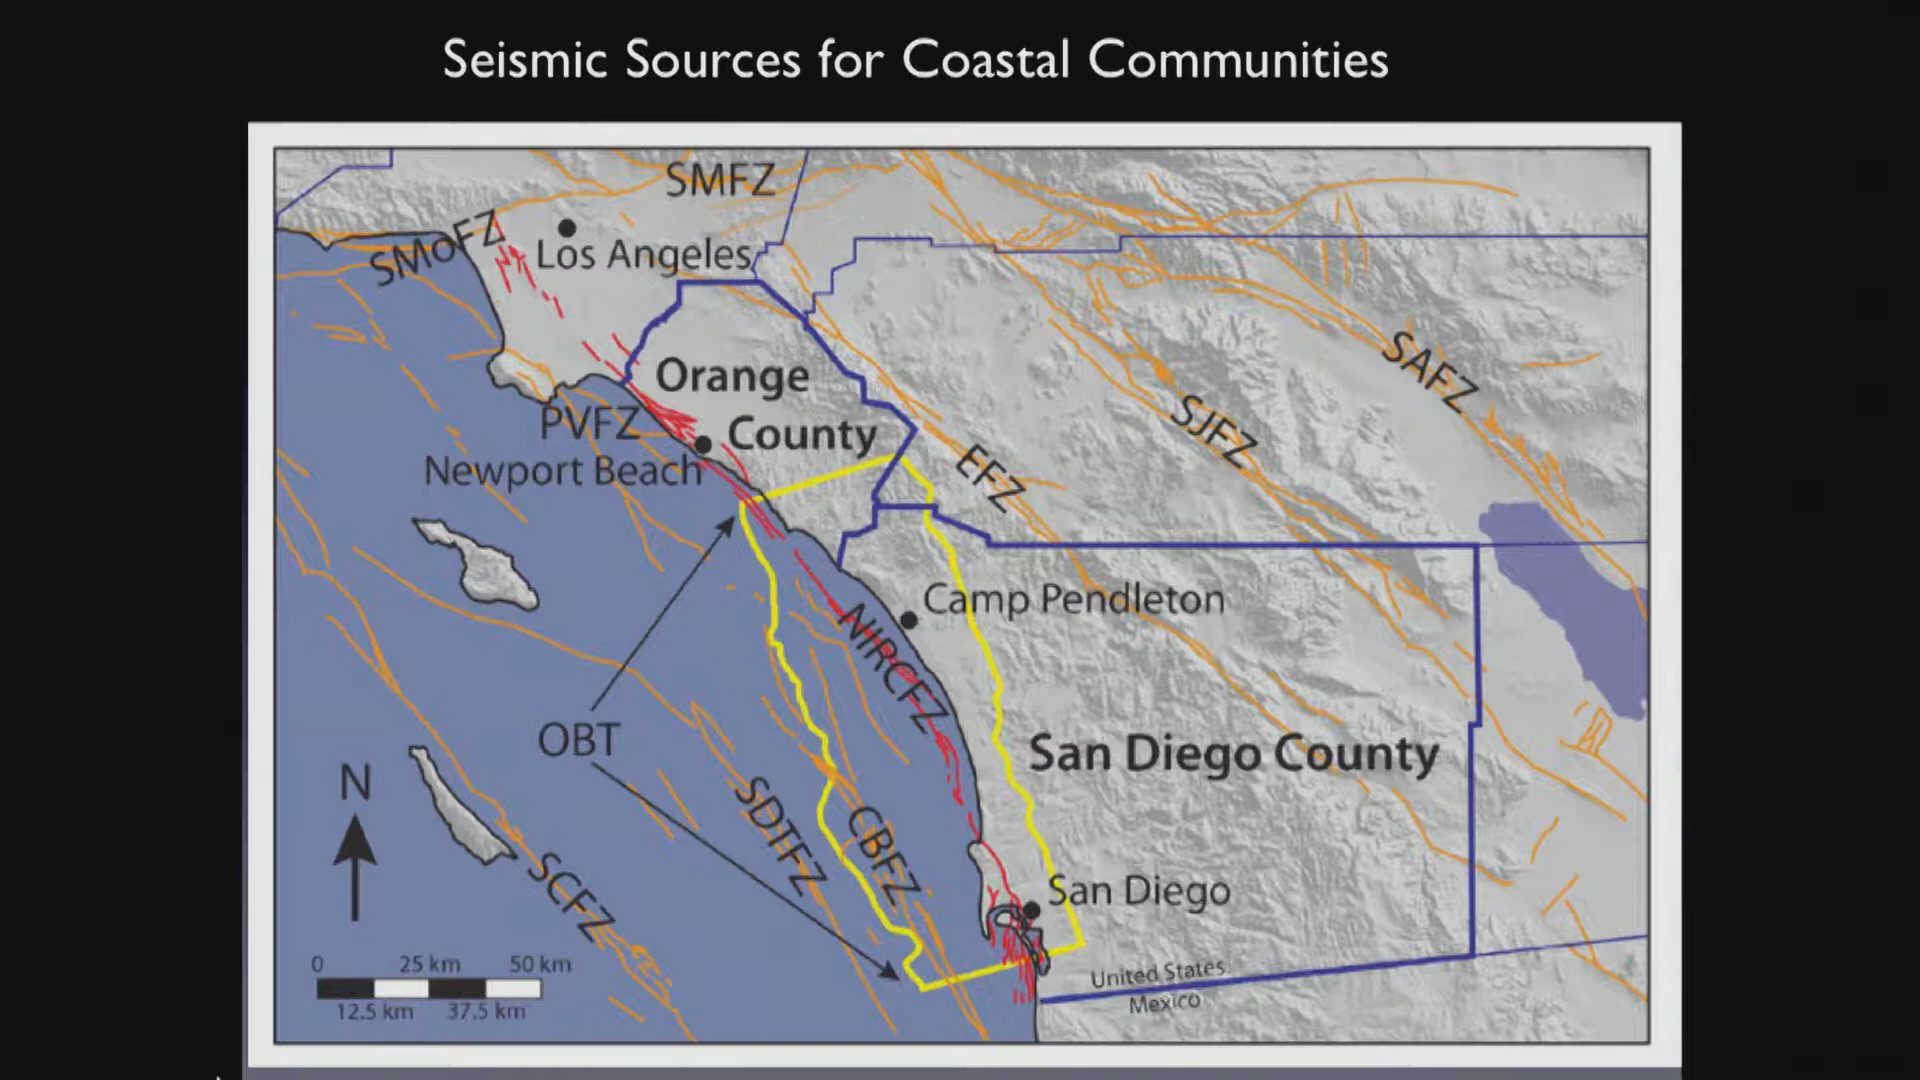 Seismic Sources for Coastal Communities
SMFZ
SMoFZ
Los Angeles
Orange
County
PVFZ
Newport Beach
SAFZ
SJFZ
EFZ
Camp Pendleton
NIRCFZ
OBT
San Diego County
N
SDTFZ
CBFZ
SCFZ
San Diego
0 25 km 50 km
12.5 km 37.5 km
United States
Mexico